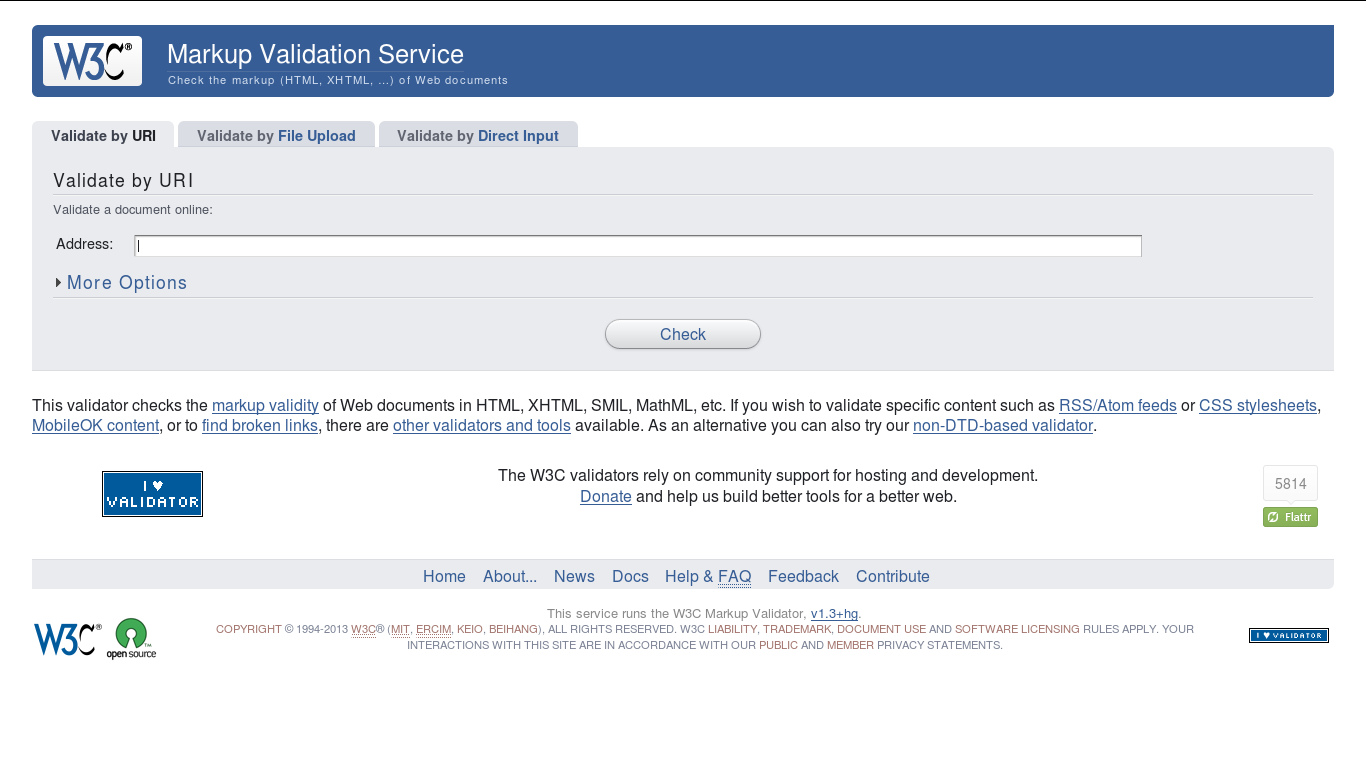 W3C®
Markup Validation Service
Check the markup (HTML, XHTML, ...) of Web documents
Validate by URI
Validate by File Upload
Validate by Direct Input
Validate by URI
Validate a document online:
Address:
More Options
Check
This validator checks the markup validity of Web documents in HTML, XHTML, SMIL, MathML, etc. If you wish to validate specific content such as RSS/Atom feeds or CSS stylesheets,
MobileOK content, or to find broken links, there are other validators and tools available. As an alternative you can also try our non-DTD-based validator.
I ♥
VALIDATOR
The W3C validators rely on community support for hosting and development.
Donate and help us build better tools for a better web.
5814
Flattr
Home About... News Docs Help & FAQ Feedback Contribute
W3C®
open source™
This service runs the W3C Markup Validator, v1.3+hg.
COPYRIGHT © 1994-2013 W3C® (MIT, ERCIM, KEIO, BEIHANG), ALL RIGHTS RESERVED. W3C LIABILITY, TRADEMARK, DOCUMENT USE AND SOFTWARE LICENSING RULES APPLY. YOUR
INTERACTIONS WITH THIS SITE ARE IN ACCORDANCE WITH OUR PUBLIC AND MEMBER PRIVACY STATEMENTS.
I ♥ VALIDATOR